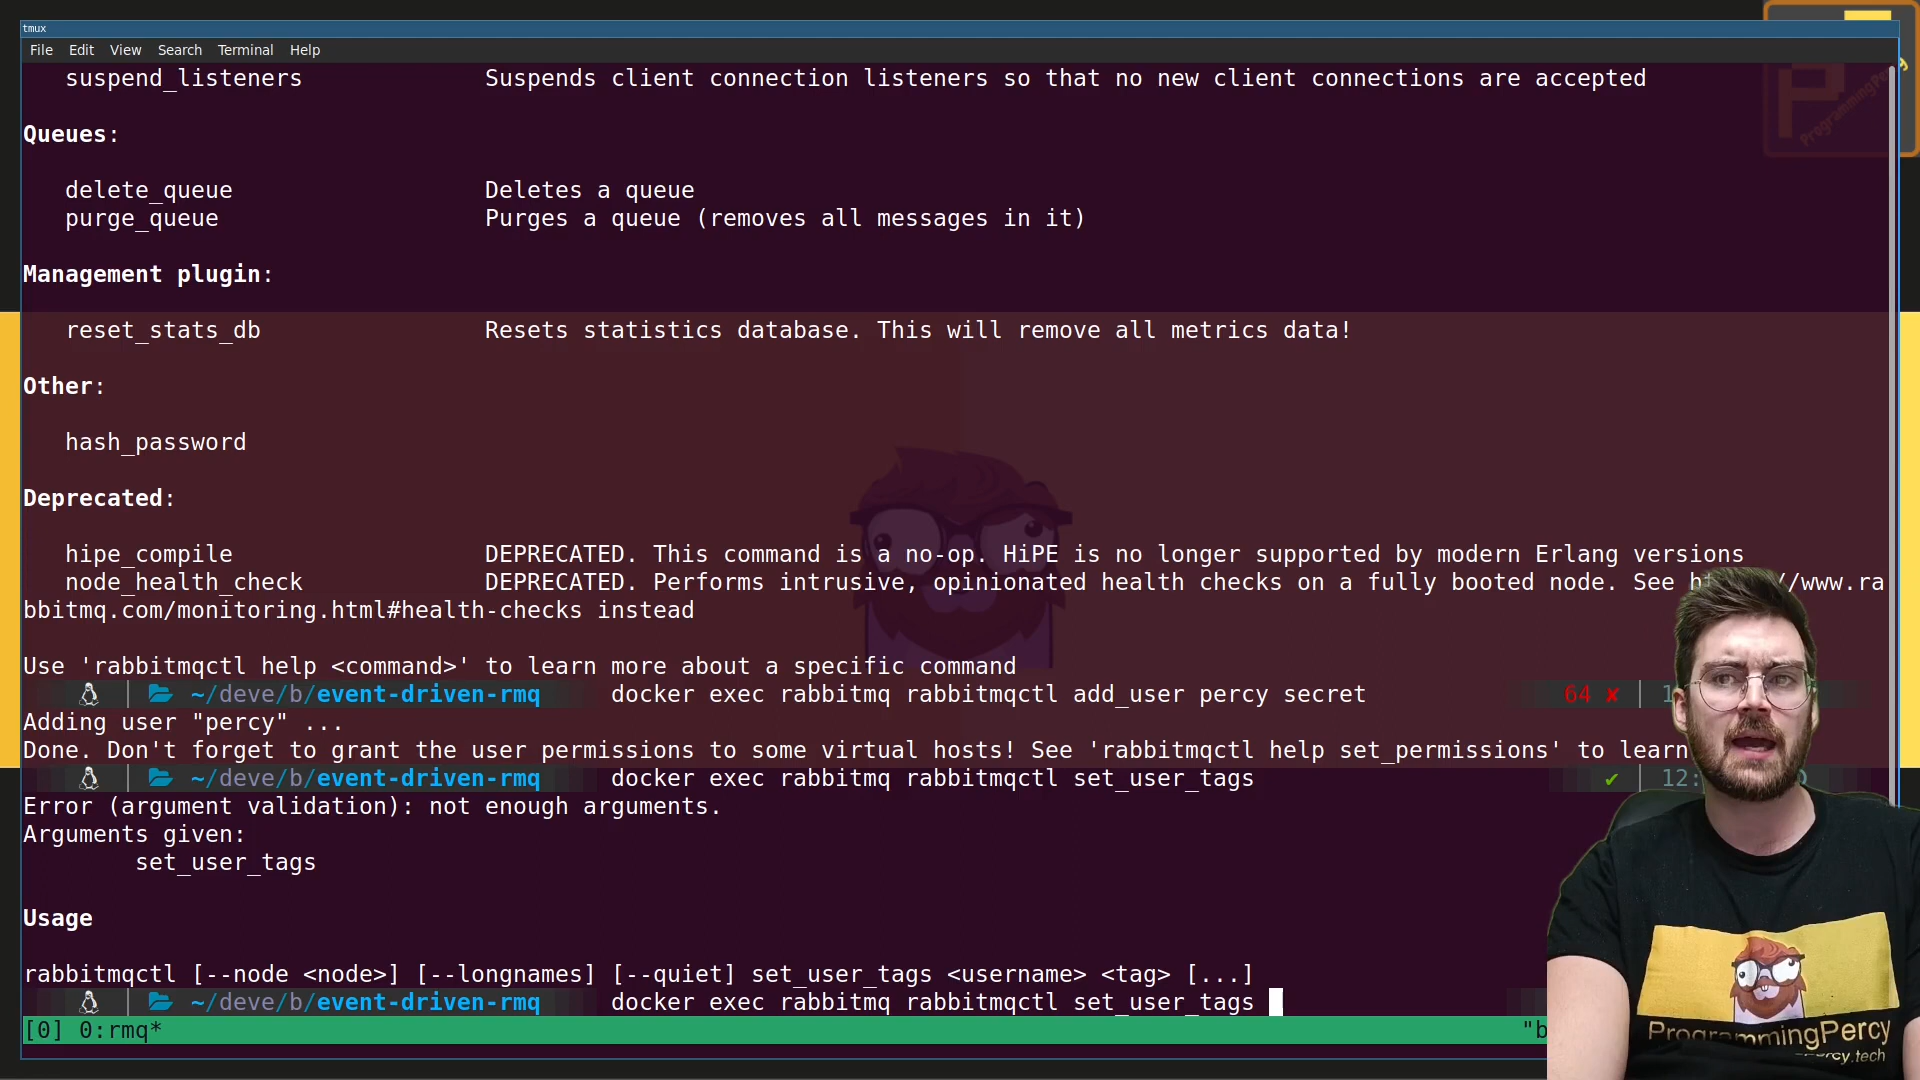 tmux
File Edit View Search Terminal Help
suspend_listeners Suspends client connection listeners so that no new client connections are accepted
Queues:
delete_queue Deletes a queue
purge_queue Purges a queue (removes all messages in it)
Management plugin:
reset_stats_db Resets statistics database. This will remove all metrics data!
Other:
hash_password
Deprecated:
hipe_compile DEPRECATED. This command is a no-op. HiPE is no longer supported by modern Erlang versions
node_health_check DEPRECATED. Performs intrusive, opinionated health checks on a fully booted node. See //www.ra
bbitmq.com/monitoring.html#health-checks instead
Use 'rabbitmqctl help <command>' to learn more about a specific command
~/deve/b/event-driven-rmq docker exec rabbitmq rabbitmqctl add_user percy secret 64 ✘
Adding user "percy" ...
Done. Don't forget to grant the user permissions to some virtual hosts! See 'rabbitmqctl help set_permissions' to learn
~/deve/b/event-driven-rmq docker exec rabbitmq rabbitmqctl set_user_tags ✔ 12:
Error (argument validation): not enough arguments.
Arguments given:
set_user_tags
Usage
rabbitmqctl [--node <node>] [--longnames] [--quiet] set_user_tags <username> <tag> [...]
~/deve/b/event-driven-rmq docker exec rabbitmq rabbitmqctl set_user_tags
[0] 0:rmq* "b
ProgrammingPercy
ProgrammingPercy